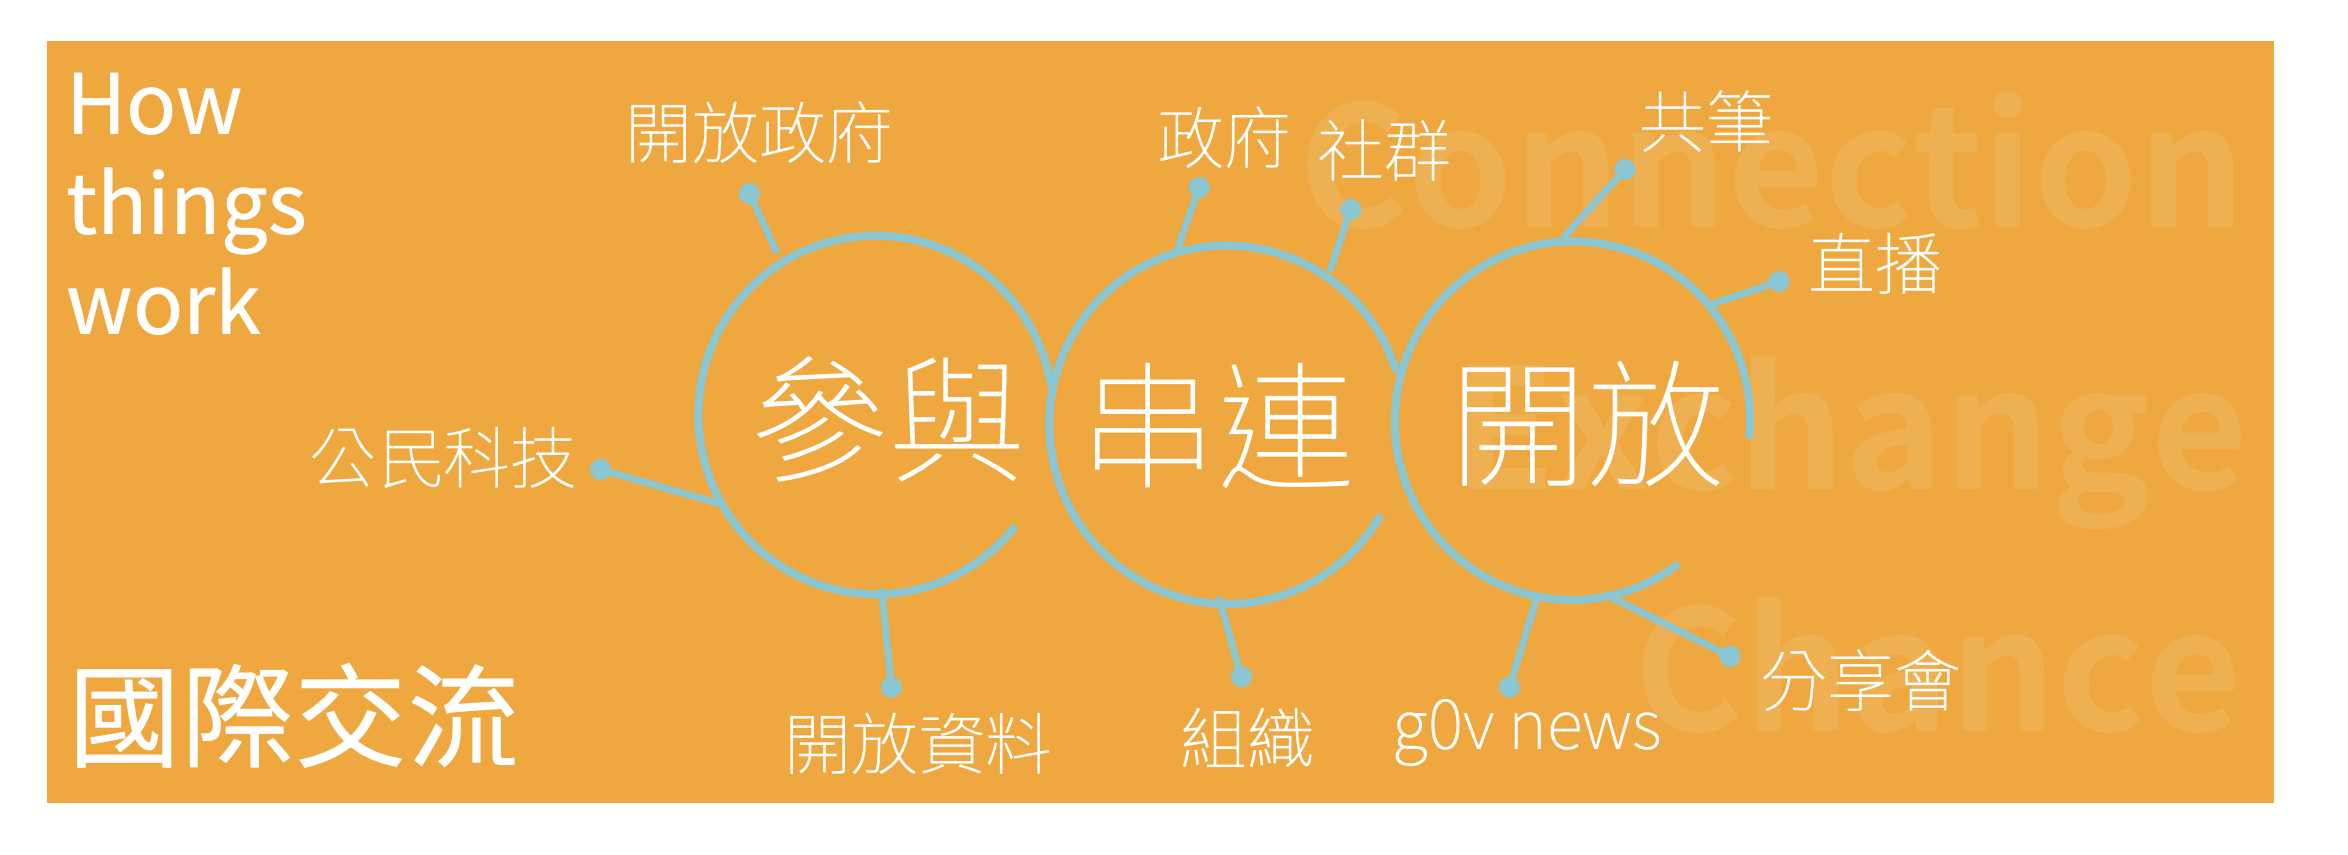 How
things
work
國際交流
開放政府
公民科技
開放資料
參與
政府
社群
串連
組織
共筆
直播
開放
g0v news
分享會
Connection
Exchange
Chance